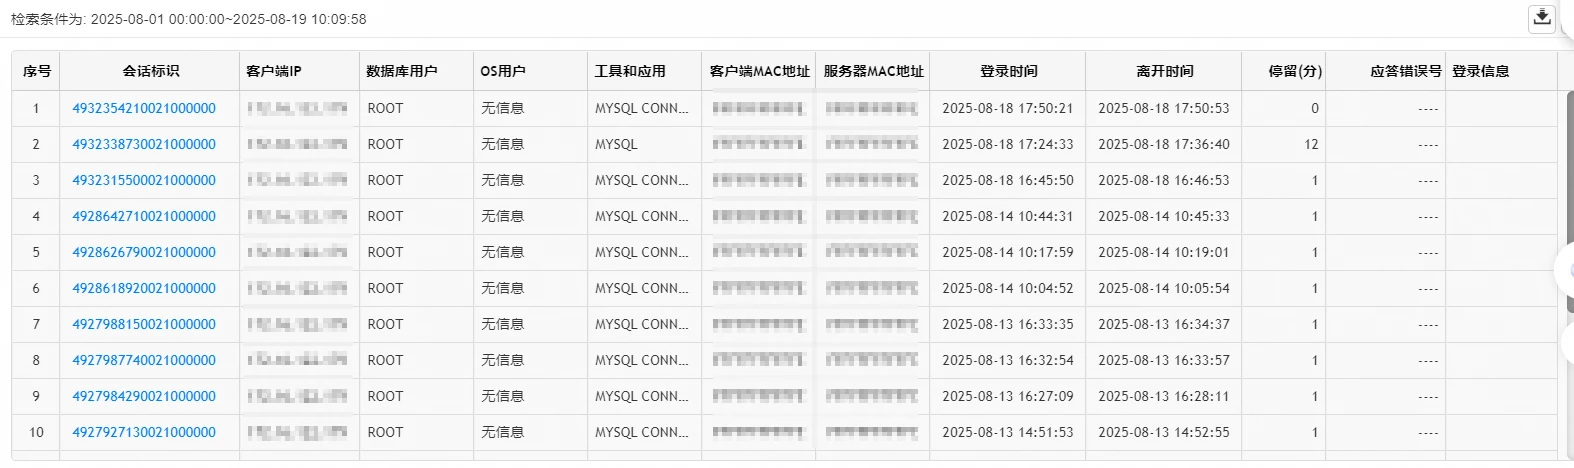 检索条件为: 2025-08-01 00:00:00~2025-08-19 10:09:58
序号 会话标识 客户端IP 数据库用户 OS用户 工具和应用 客户端MAC地址 服务器MAC地址 登录时间 离开时间 停留(分) 应答错误号 登录信息
1 4932354210021000000 ROOT 无信息 MYSQL CONN... 2025-08-18 17:50:21 2025-08-18 17:50:53 0 ----
2 4932338730021000000 ROOT 无信息 MYSQL 2025-08-18 17:24:33 2025-08-18 17:36:40 12 ----
3 4932315500021000000 ROOT 无信息 MYSQL CONN... 2025-08-18 16:45:50 2025-08-18 16:46:53 1 ----
4 4928642710021000000 ROOT 无信息 MYSQL CONN... 2025-08-14 10:44:31 2025-08-14 10:45:33 1 ----
5 4928626790021000000 ROOT 无信息 MYSQL CONN... 2025-08-14 10:17:59 2025-08-14 10:19:01 1 ----
6 4928618920021000000 ROOT 无信息 MYSQL CONN... 2025-08-14 10:04:52 2025-08-14 10:05:54 1 ----
7 4927988150021000000 ROOT 无信息 MYSQL CONN... 2025-08-13 16:33:35 2025-08-13 16:34:37 1 ----
8 4927987740021000000 ROOT 无信息 MYSQL CONN... 2025-08-13 16:32:54 2025-08-13 16:33:57 1 ----
9 4927984290021000000 ROOT 无信息 MYSQL CONN... 2025-08-13 16:27:09 2025-08-13 16:28:11 1 ----
10 4927927130021000000 ROOT 无信息 MYSQL CONN... 2025-08-13 14:51:53 2025-08-13 14:52:55 1 ----